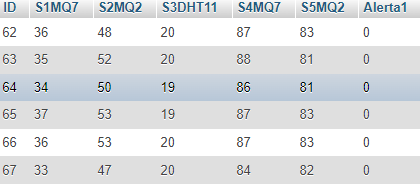 ID S1MQ7 S2MQ2 S3DHT11 S4MQ7 S5MQ2 Alerta1
62 36 48 20 87 83 0
63 35 52 20 88 81 0
64 34 50 19 86 81 0
65 37 53 19 87 83 0
66 36 53 20 87 83 0
67 33 47 20 84 82 0